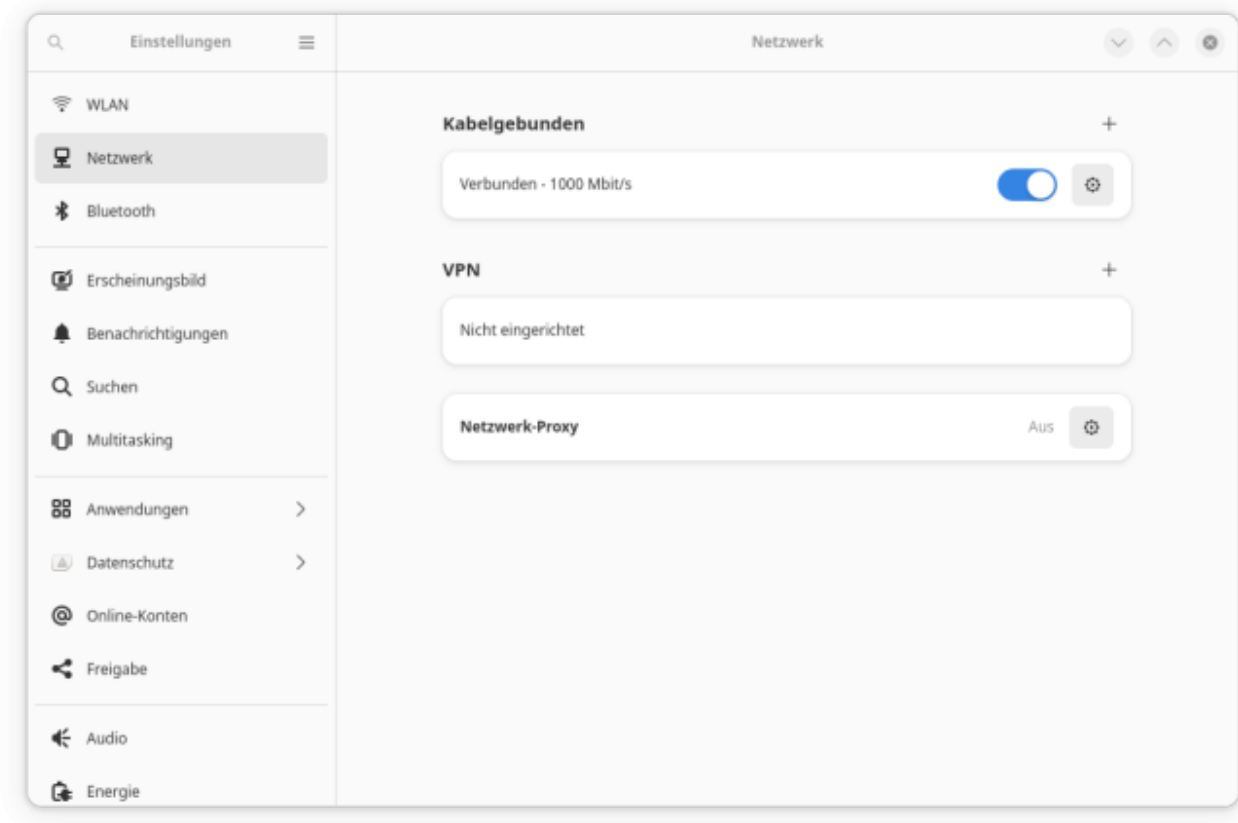 Einstellungen
Netzwerk
WLAN
Netzwerk
Bluetooth
Erscheinungsbild
Benachrichtigungen
Suchen
Multitasking
Anwendungen
Datenschutz
Online-Konten
Freigabe
Audio
Energie
Kabelgebunden
Verbunden - 1000 Mbit/s
VPN
Nicht eingerichtet
Netzwerk-Proxy Aus